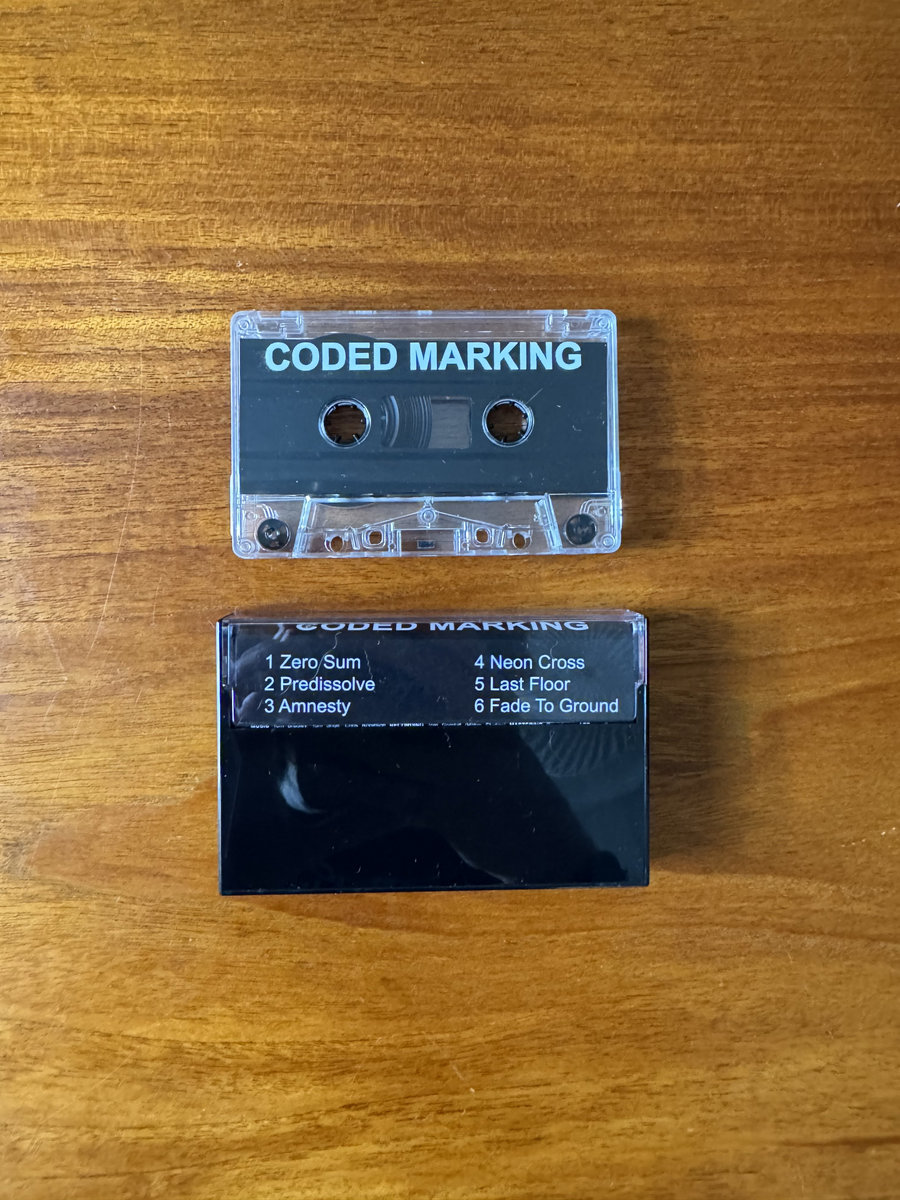 CODED MARKING
CODED MARKING
1 Zero Sum
2 Predissolve
3 Amnesty
4 Neon Cross
5 Last Floor
6 Fade To Ground